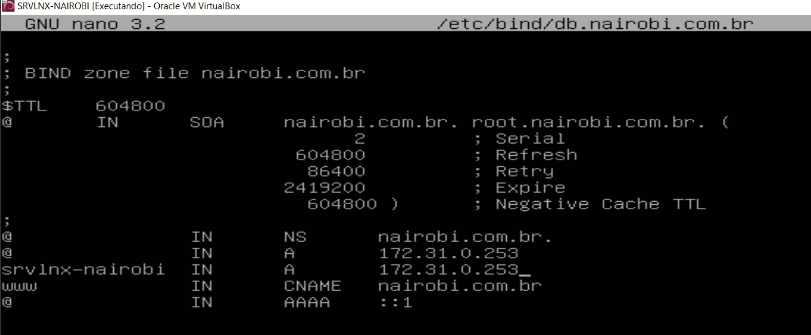 SRVLNX-NAIROBI [Executando] - Oracle VM VirtualBox
GNU nano 3.2 /etc/bind/db.nairobi.com.br
;
; BIND zone file nairobi.com.br
;
$TTL 604800
@ IN SOA nairobi.com.br. root.nairobi.com.br. (
2 ; Serial
604800 ; Refresh
86400 ; Retry
2419200 ; Expire
604800 ) ; Negative Cache TTL
;
@ IN NS nairobi.com.br.
@ IN A 172.31.0.253
srvlnx-nairobi IN A 172.31.0.253
www IN CNAME nairobi.com.br
@ IN AAAA ::1